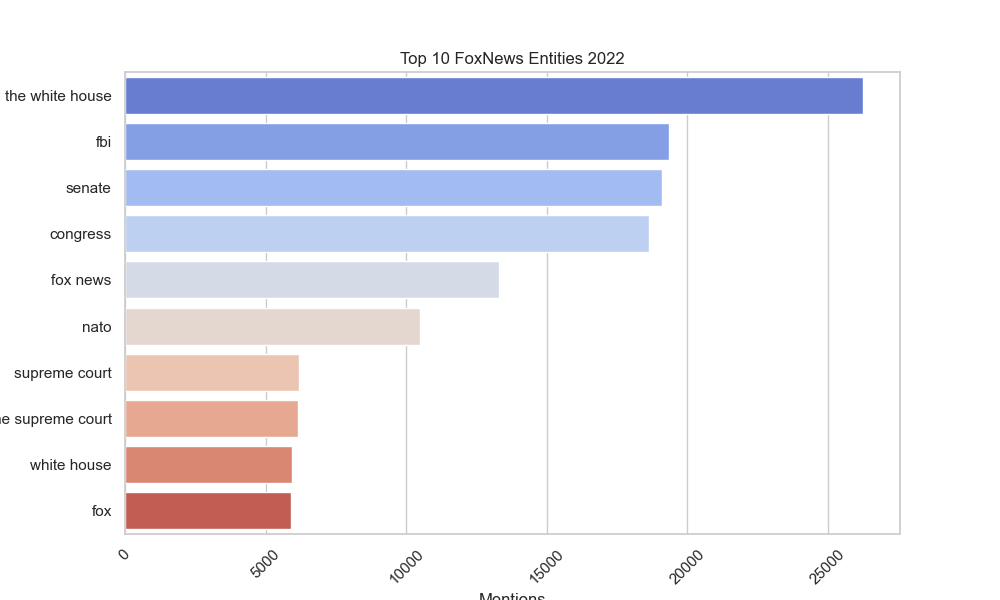 Top 10 FoxNews Entities 2022
the white house
fbi
senate
congress
fox news
nato
supreme court
e supreme court
white house
fox
0
5000
10000
15000
20000
25000
Mentions